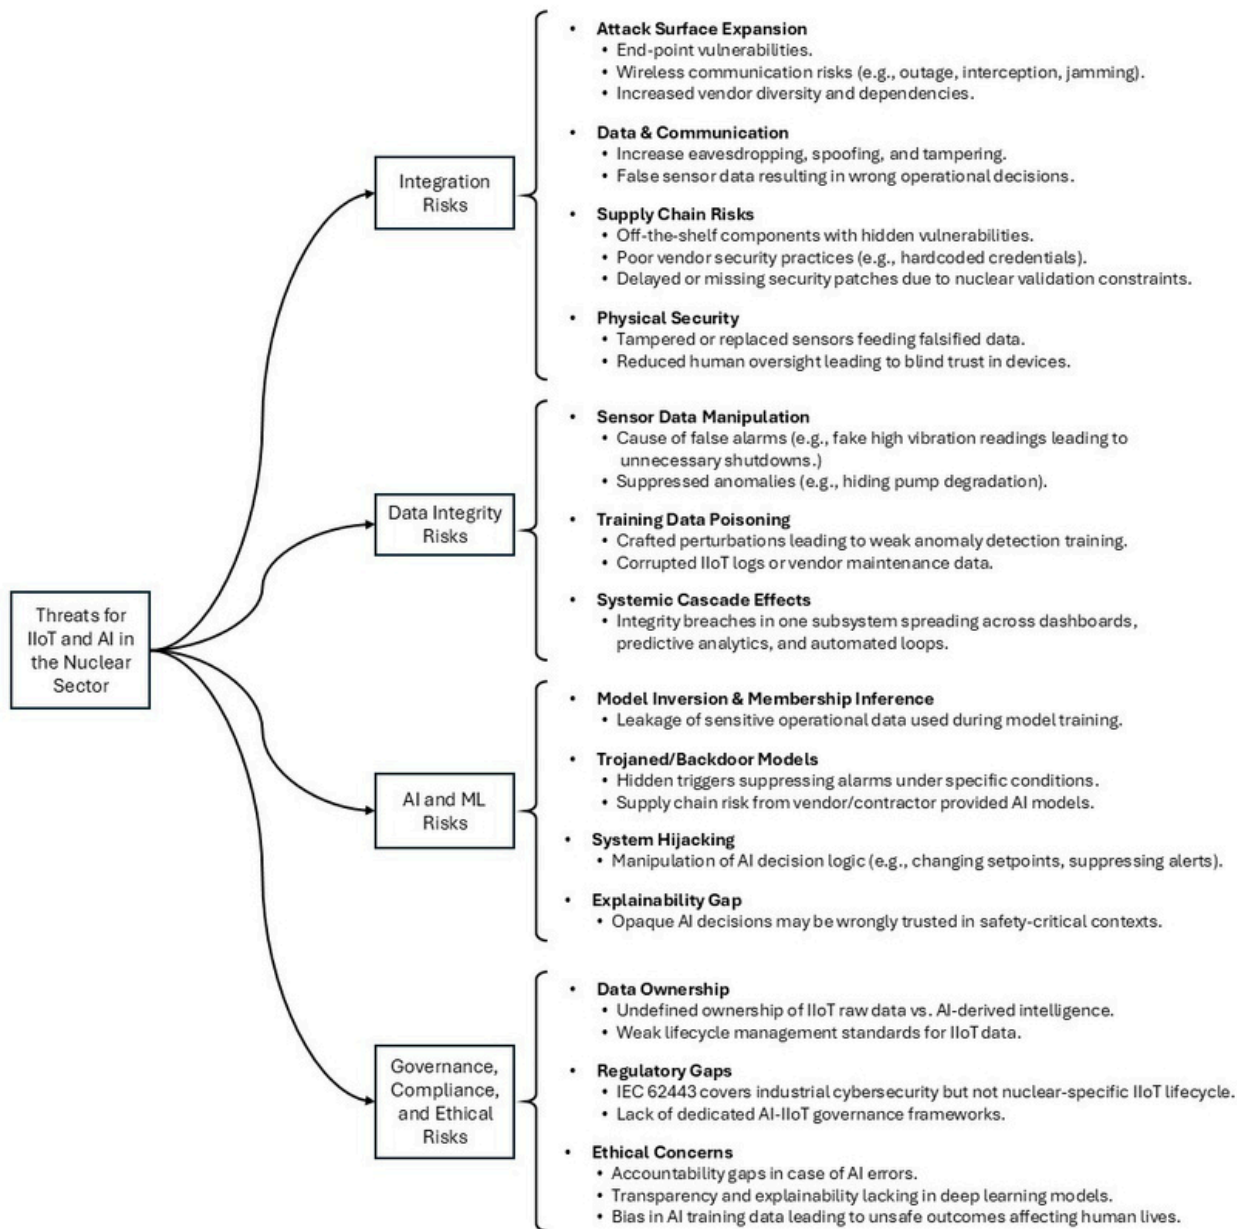 Threats for
IIoT and AI in
the Nuclear
Sector
Integration
Risks
• Attack Surface Expansion
• End-point vulnerabilities.
• Wireless communication risks (e.g., outage, interception, jamming).
• Increased vendor diversity and dependencies.
• Data & Communication
• Increase eavesdropping, spoofing, and tampering.
• False sensor data resulting in wrong operational decisions.
• Supply Chain Risks
• Off-the-shelf components with hidden vulnerabilities.
• Poor vendor security practices (e.g., hardcoded credentials).
• Delayed or missing security patches due to nuclear validation constraints.
• Physical Security
• Tampered or replaced sensors feeding falsified data.
• Reduced human oversight leading to blind trust in devices.
Data Integrity
Risks
• Sensor Data Manipulation
• Cause of false alarms (e.g., fake high vibration readings leading to
unnecessary shutdowns.)
• Suppressed anomalies (e.g., hiding pump degradation).
• Training Data Poisoning
• Crafted perturbations leading to weak anomaly detection training.
• Corrupted IIoT logs or vendor maintenance data.
• Systemic Cascade Effects
• Integrity breaches in one subsystem spreading across dashboards,
predictive analytics, and automated loops.
AI and ML
Risks
• Model Inversion & Membership Inference
• Leakage of sensitive operational data used during model training.
• Trojaned/Backdoor Models
• Hidden triggers suppressing alarms under specific conditions.
• Supply chain risk from vendor/contractor provided AI models.
• System Hijacking
• Manipulation of AI decision logic (e.g., changing setpoints, suppressing alerts).
• Explainability Gap
• Opaque AI decisions may be wrongly trusted in safety-critical contexts.
Governance,
Compliance,
and Ethical
Risks
• Data Ownership
• Undefined ownership of IIoT raw data vs. AI-derived intelligence.
• Weak lifecycle management standards for IIoT data.
• Regulatory Gaps
• IEC 62443 covers industrial cybersecurity but not nuclear-specific IIoT lifecycle.
• Lack of dedicated AI-IIoT governance frameworks.
• Ethical Concerns
• Accountability gaps in case of AI errors.
• Transparency and explainability lacking in deep learning models.
• Bias in AI training data leading to unsafe outcomes affecting human lives.